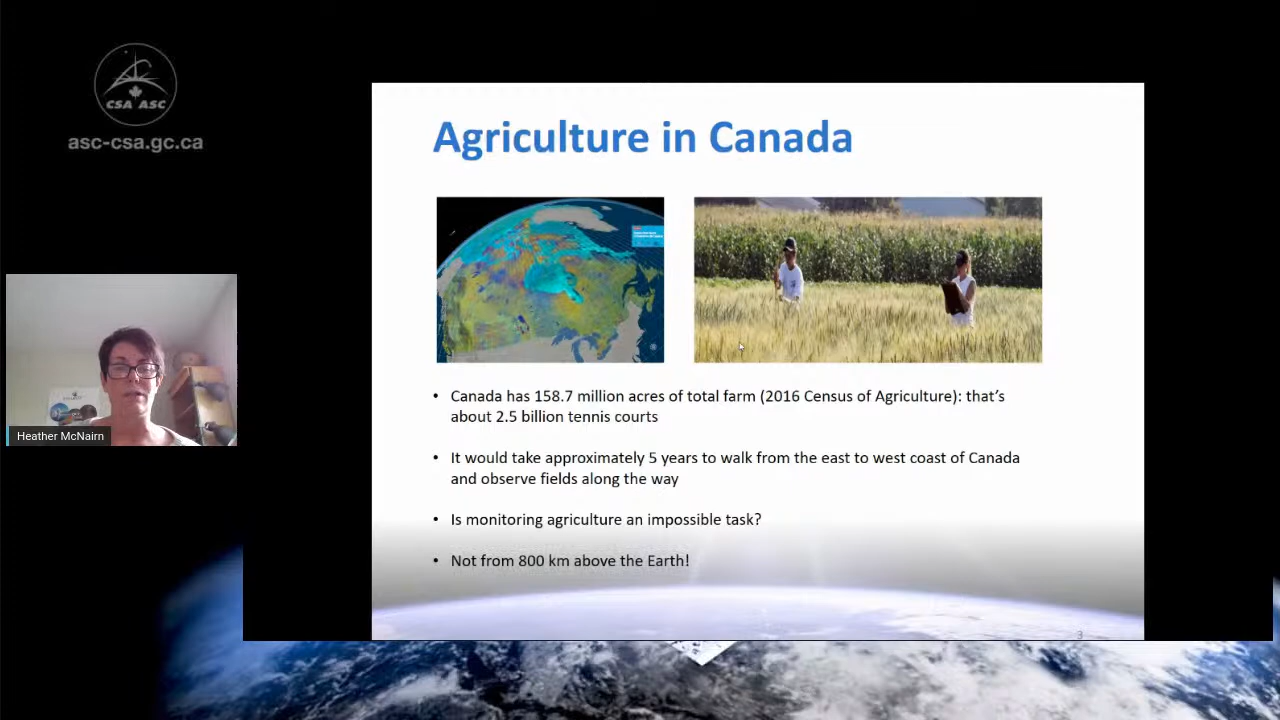 CSA ASC
asc-csa.gc.ca
Agriculture in Canada
Canada has 158.7 million acres of total farm (2016 Census of Agriculture): that's
about 2.5 billion tennis courts
It would take approximately 5 years to walk from the east to west coast of Canada
and observe fields along the way
Is monitoring agriculture an impossible task?
Not from 800 km above the Earth!
3
Heather McNairn